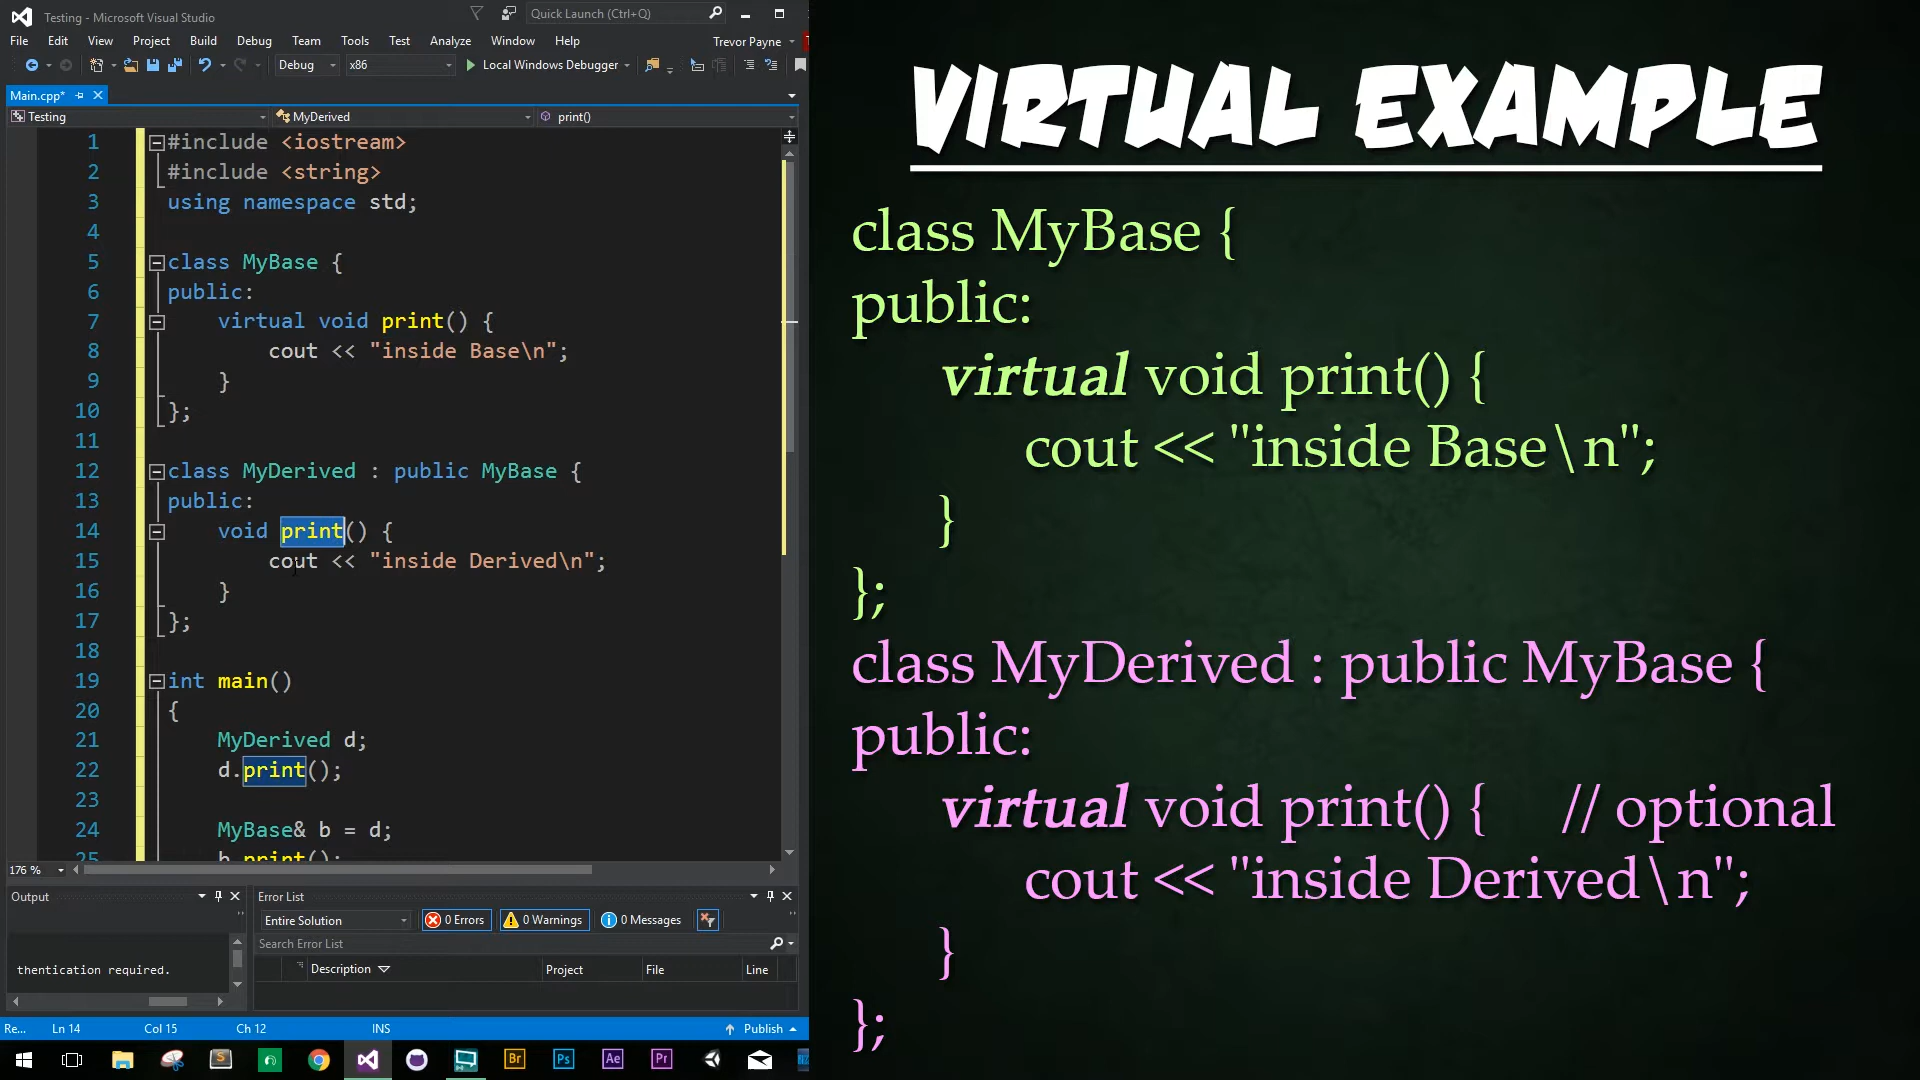 Testing - Microsoft Visual Studio
Quick Launch (Ctrl+Q)
File Edit View Project Build Debug Team Tools Test Analyze Window Help
Trevor Payne
Debug x86 Local Windows Debugger
Main.cpp*
Testing MyDerived print()
1 #include <iostream>
2 #include <string>
3 using namespace std;
4
5 class MyBase {
6 public:
7 virtual void print() {
8 cout << "inside Base\n";
9 }
10 };
11
12 class MyDerived : public MyBase {
13 public:
14 void print() {
15 cout << "inside Derived\n";
16 }
17 };
18
19 int main()
20 {
21 MyDerived d;
22 d.print();
23
24 MyBase& b = d;
25 b.print();
176 %
Output
thentication required.
Error List
Entire Solution 0 Errors 0 Warnings 0 Messages
Search Error List
Description Project File Line
Re... Ln 14 Col 15 Ch 12 INS Publish
Br Ps Ae Pr
VIRTUAL EXAMPLE
class MyBase {
public:
virtual void print() {
cout << "inside Base\n";
}
};
class MyDerived : public MyBase {
public:
virtual void print() { // optional
cout << "inside Derived\n";
}
};